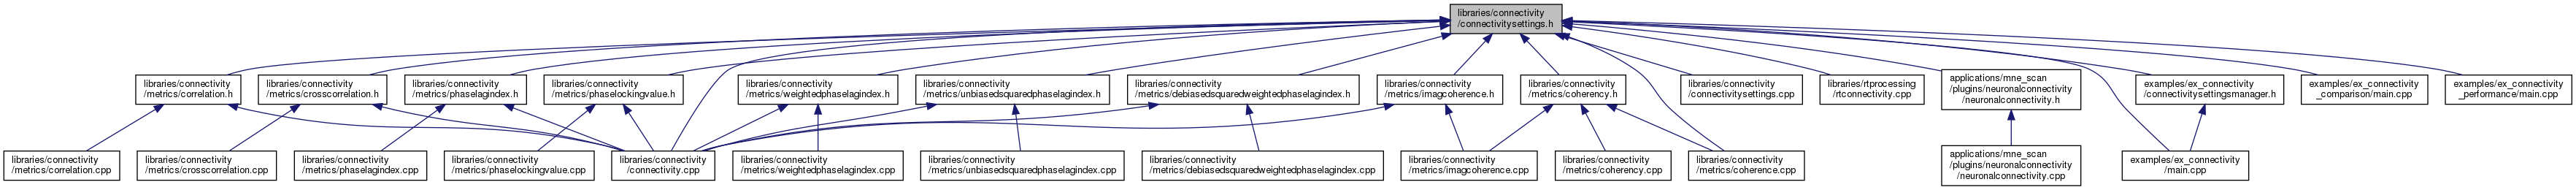 libraries/connectivity
/connectivitysettings.h
libraries/connectivity
/metrics/correlation.h
libraries/connectivity
/metrics/crosscorrelation.h
libraries/connectivity
/metrics/phaselagindex.h
libraries/connectivity
/metrics/phaselockingvalue.h
libraries/connectivity
/metrics/weightedphaselagindex.h
libraries/connectivity
/metrics/unbiasedsquaredphaselagindex.h
libraries/connectivity
/metrics/debiasedsquaredweightedphaselagindex.h
libraries/connectivity
/metrics/imagcoherence.h
libraries/connectivity
/metrics/coherency.h
libraries/connectivity
/connectivitysettings.cpp
libraries/rtprocessing
/rtconnectivity.cpp
applications/mne_scan
/plugins/neuronalconnectivity
/neuronalconnectivity.h
examples/ex_connectivity
/connectivitysettingsmanager.h
examples/ex_connectivity
_comparison/main.cpp
examples/ex_connectivity
_performance/main.cpp
libraries/connectivity
/metrics/correlation.cpp
libraries/connectivity
/metrics/crosscorrelation.cpp
libraries/connectivity
/metrics/phaselagindex.cpp
libraries/connectivity
/metrics/phaselockingvalue.cpp
libraries/connectivity
/connectivity.cpp
libraries/connectivity
/metrics/weightedphaselagindex.cpp
libraries/connectivity
/metrics/unbiasedsquaredphaselagindex.cpp
libraries/connectivity
/metrics/debiasedsquaredweightedphaselagindex.cpp
libraries/connectivity
/metrics/imagcoherence.cpp
libraries/connectivity
/metrics/coherency.cpp
libraries/connectivity
/metrics/coherence.cpp
applications/mne_scan
/plugins/neuronalconnectivity
/neuronalconnectivity.cpp
examples/ex_connectivity
/main.cpp